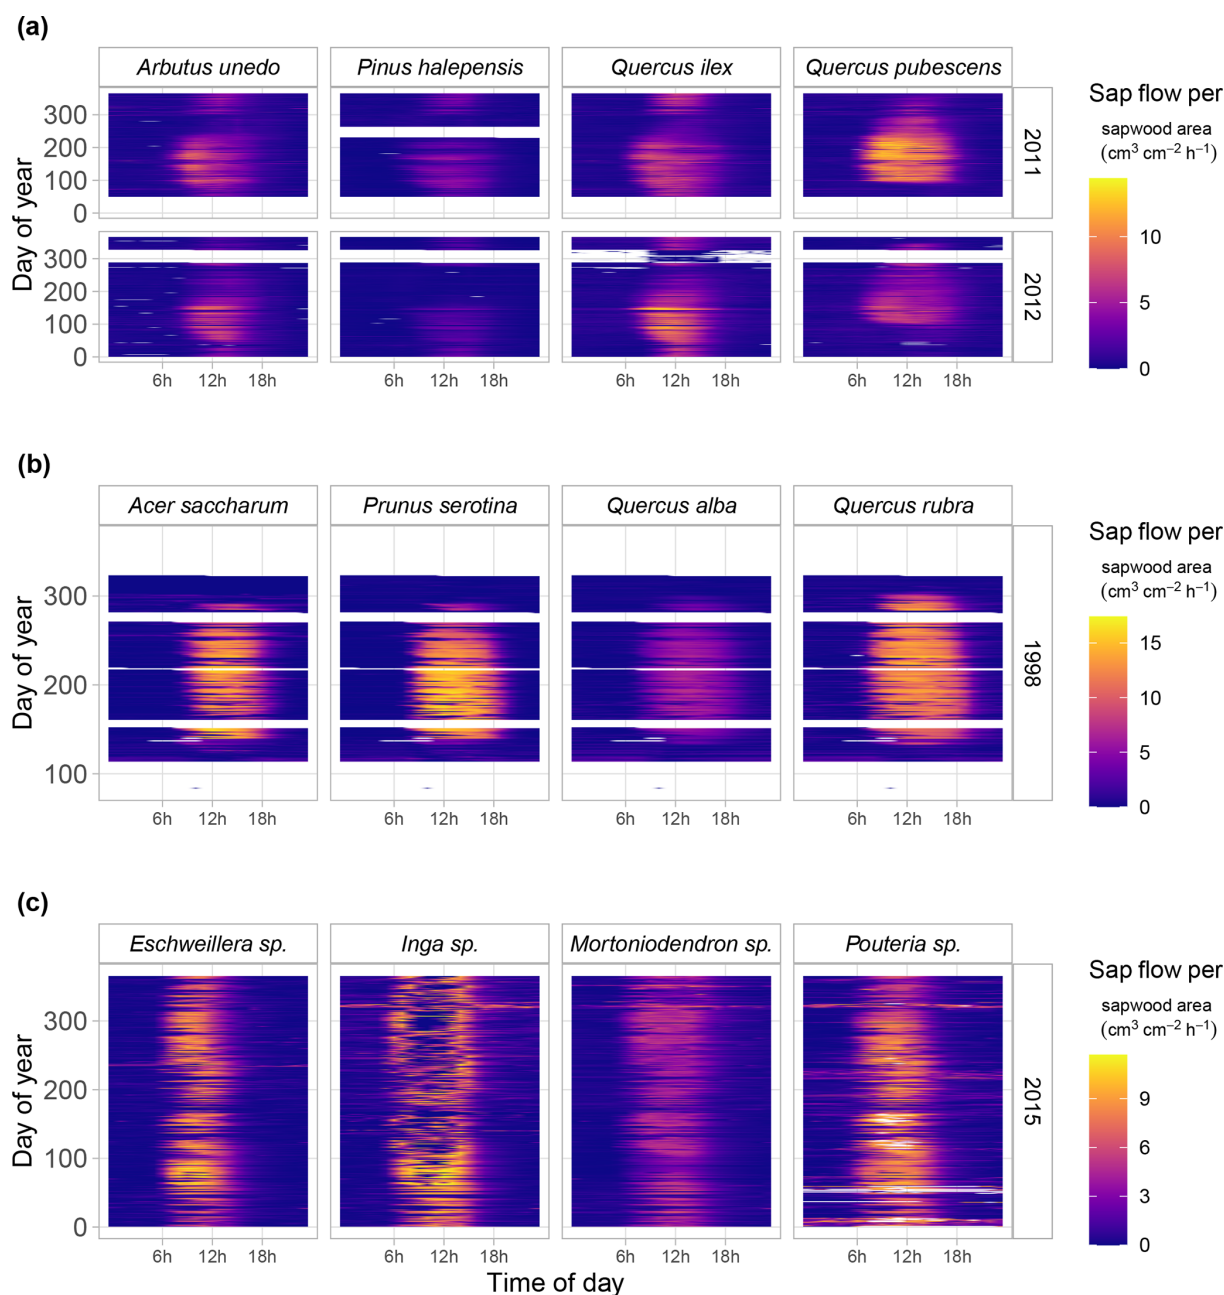 (a)
Arbutus unedo
Pinus halepensis
Quercus ilex
Quercus pubescens
Day of year
300
200
100
0
2011
300
200
100
0
2012
6h 12h 18h
6h 12h 18h
6h 12h 18h
6h 12h 18h
Sap flow per
sapwood area
(cm³ cm⁻² h⁻¹)
10
5
0
(b)
Acer saccharum
Prunus serotina
Quercus alba
Quercus rubra
Day of year
300
200
100
1998
6h 12h 18h
6h 12h 18h
6h 12h 18h
6h 12h 18h
Sap flow per
sapwood area
(cm³ cm⁻² h⁻¹)
15
10
5
0
(c)
Eschweillera sp.
Inga sp.
Mortoniodendron sp.
Pouteria sp.
Day of year
300
200
100
0
2015
6h 12h 18h
6h 12h 18h
6h 12h 18h
6h 12h 18h
Time of day
Sap flow per
sapwood area
(cm³ cm⁻² h⁻¹)
9
6
3
0